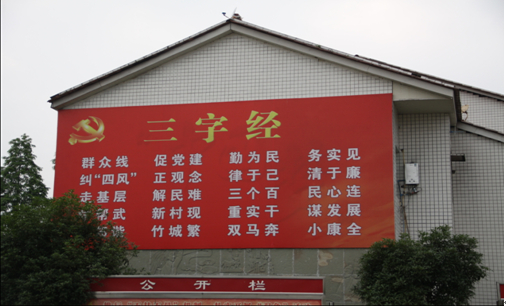 三字经
群众线 促党建 勤为民 务实见
纠“四风” 正观念 律于己 清于廉
走基层 解民难 三个百 民心连
帮武 新村现 重实干 谋发展
竹城繁 双马奔 小康全
公开栏